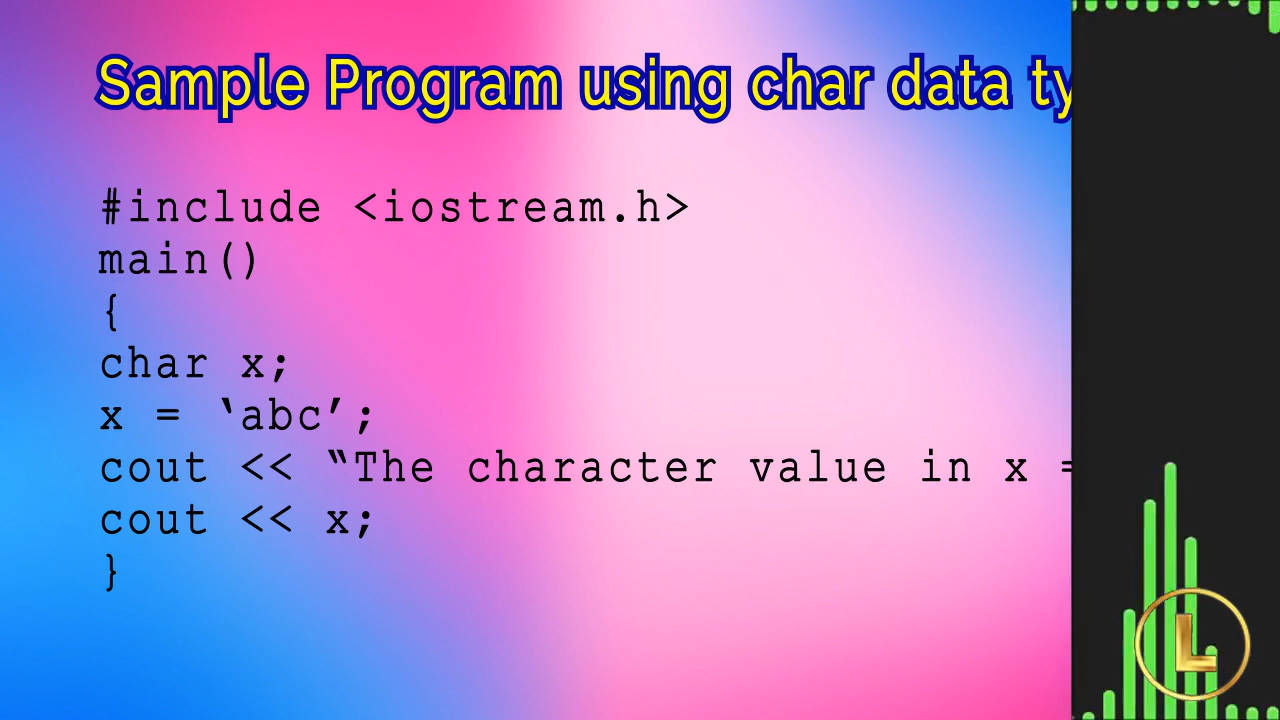 Sample Program using char data ty
#include <iostream.h>
main()
{
char x;
x = ‘abc’;
cout << “The character value in x =
cout << x;
}
L